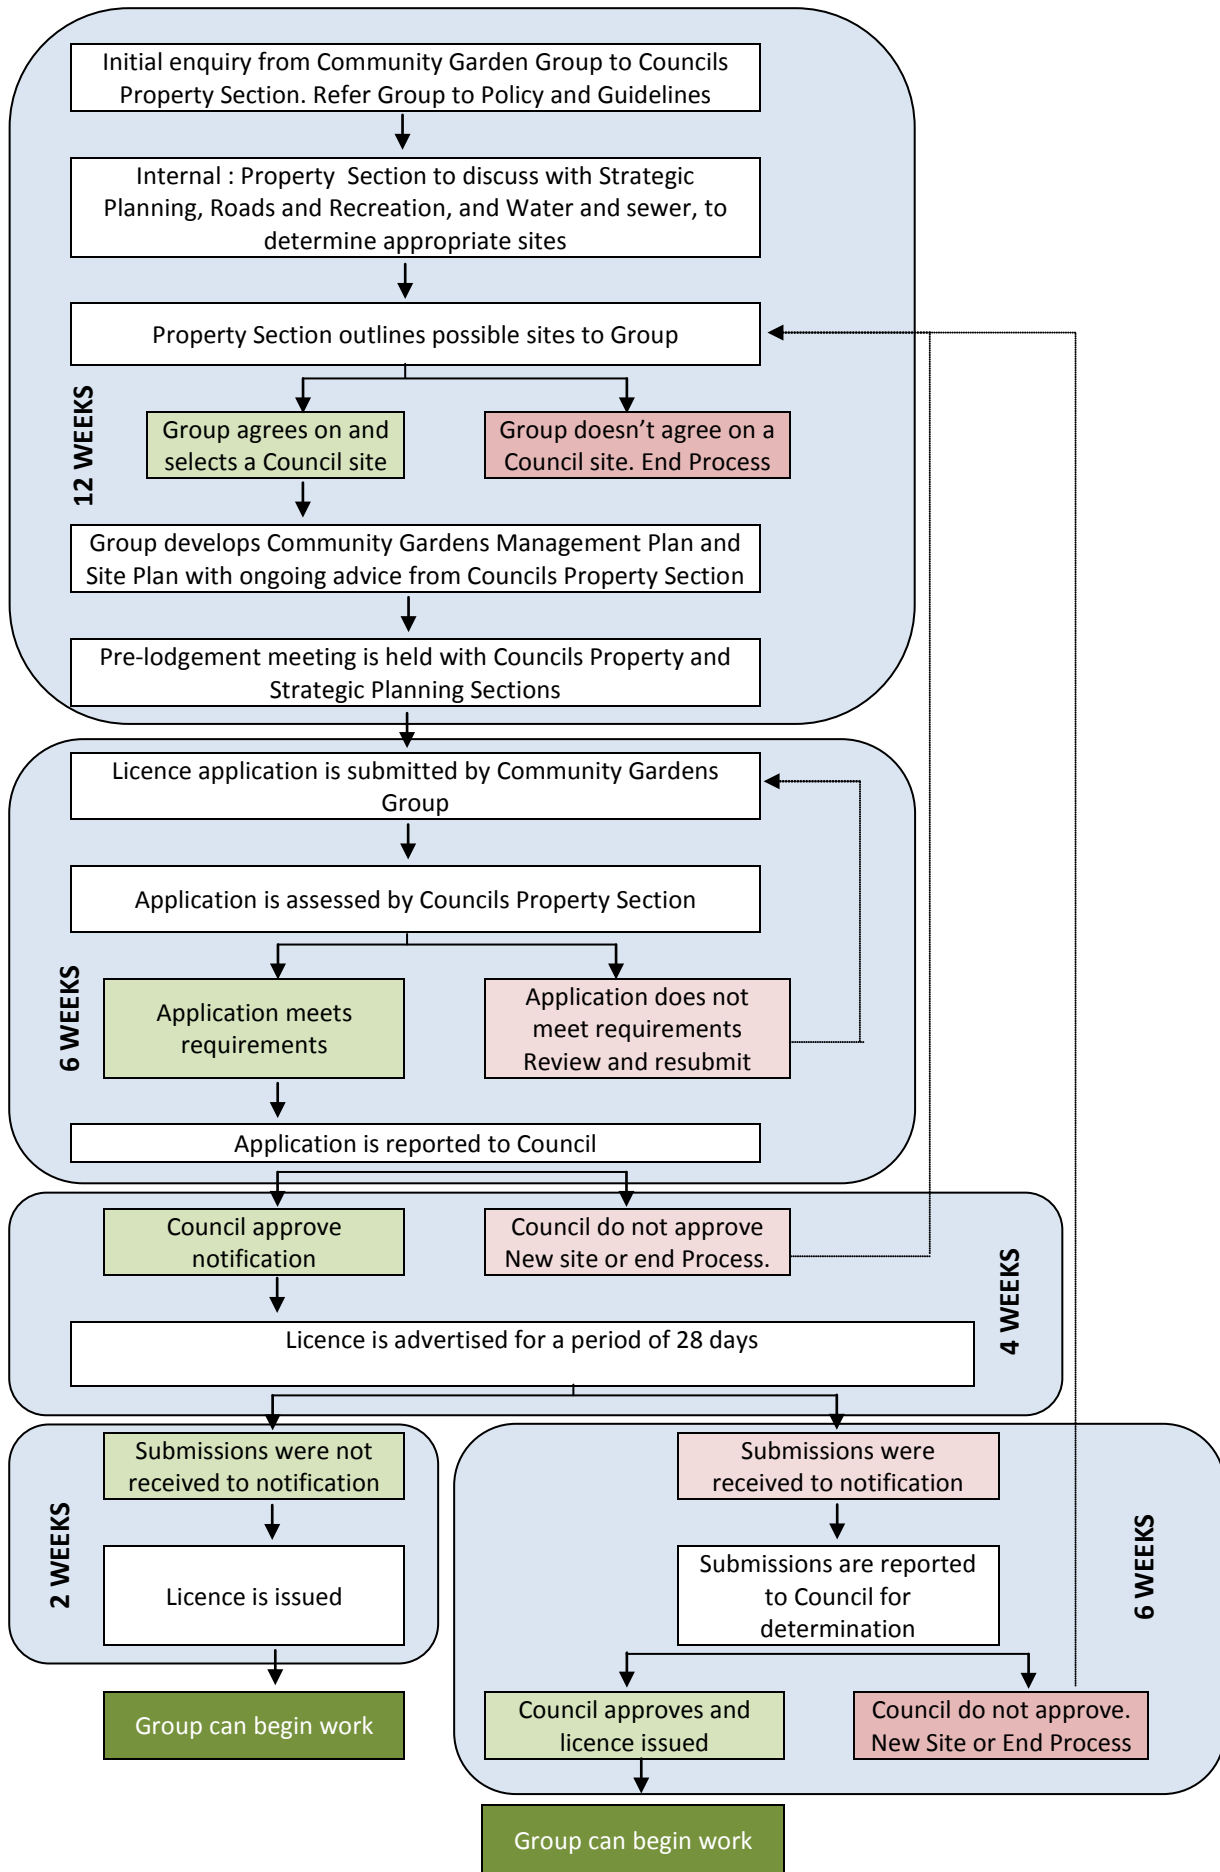 Initial enquiry from Community Garden Group to Councils
Property Section. Refer Group to Policy and Guidelines
Internal : Property Section to discuss with Strategic
Planning, Roads and Recreation, and Water and sewer, to
determine appropriate sites
Property Section outlines possible sites to Group
12 WEEKS
Group agrees on and
selects a Council site
Group doesn’t agree on a
Council site. End Process
Group develops Community Gardens Management Plan and
Site Plan with ongoing advice from Councils Property Section
Pre-lodgement meeting is held with Councils Property and
Strategic Planning Sections
Licence application is submitted by Community Gardens
Group
Application is assessed by Councils Property Section
6 WEEKS
Application meets
requirements
Application does not
meet requirements
Review and resubmit
Application is reported to Council
Council approve
notification
Council do not approve
New site or end Process.
4 WEEKS
Licence is advertised for a period of 28 days
Submissions were not
received to notification
2 WEEKS
Licence is issued
Group can begin work
Submissions were
received to notification
Submissions are reported
to Council for
determination
6 WEEKS
Council approves and
licence issued
Council do not approve.
New Site or End Process
Group can begin work